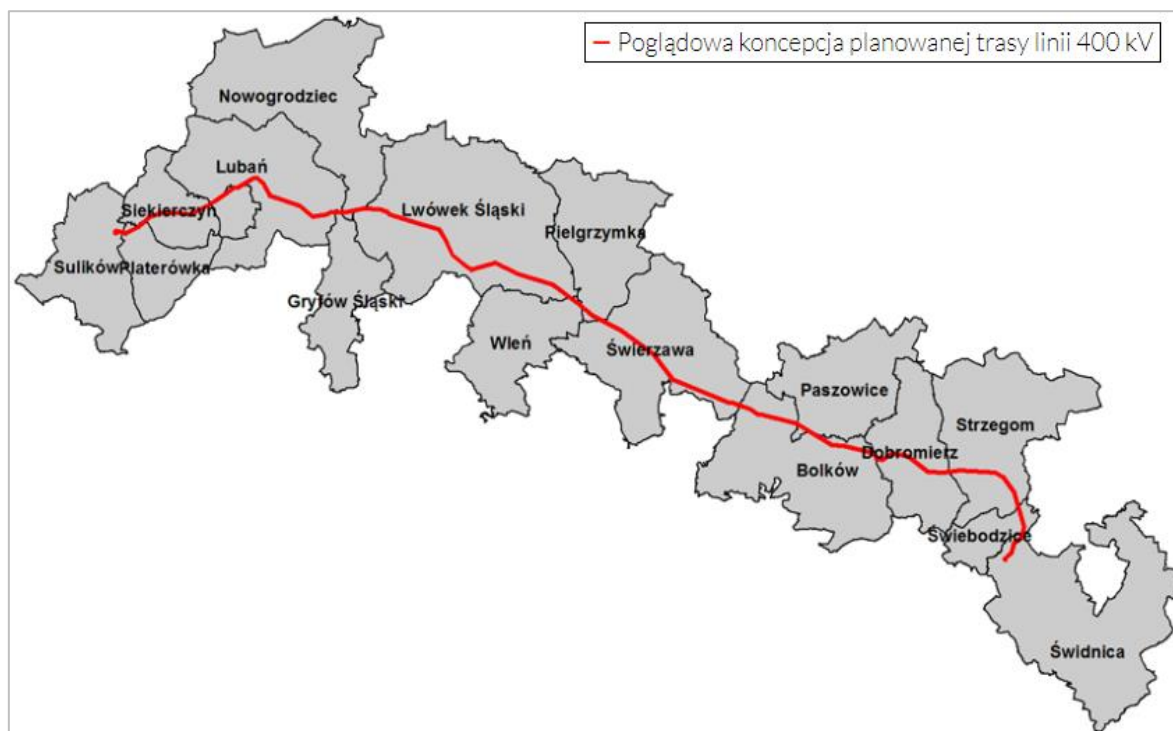 Poglądowa koncepcja planowanej trasy linii 400 kV
Nowogrodziec
Lubań
Siekierczyn
Lwówek Śląski
Pielgrzymka
Sulików
Platerówka
Gryfów Śląski
Wleń
Świerzawa
Paszowice
Strzegom
Dobromierz
Bolków
Świebodzice
Świdnica